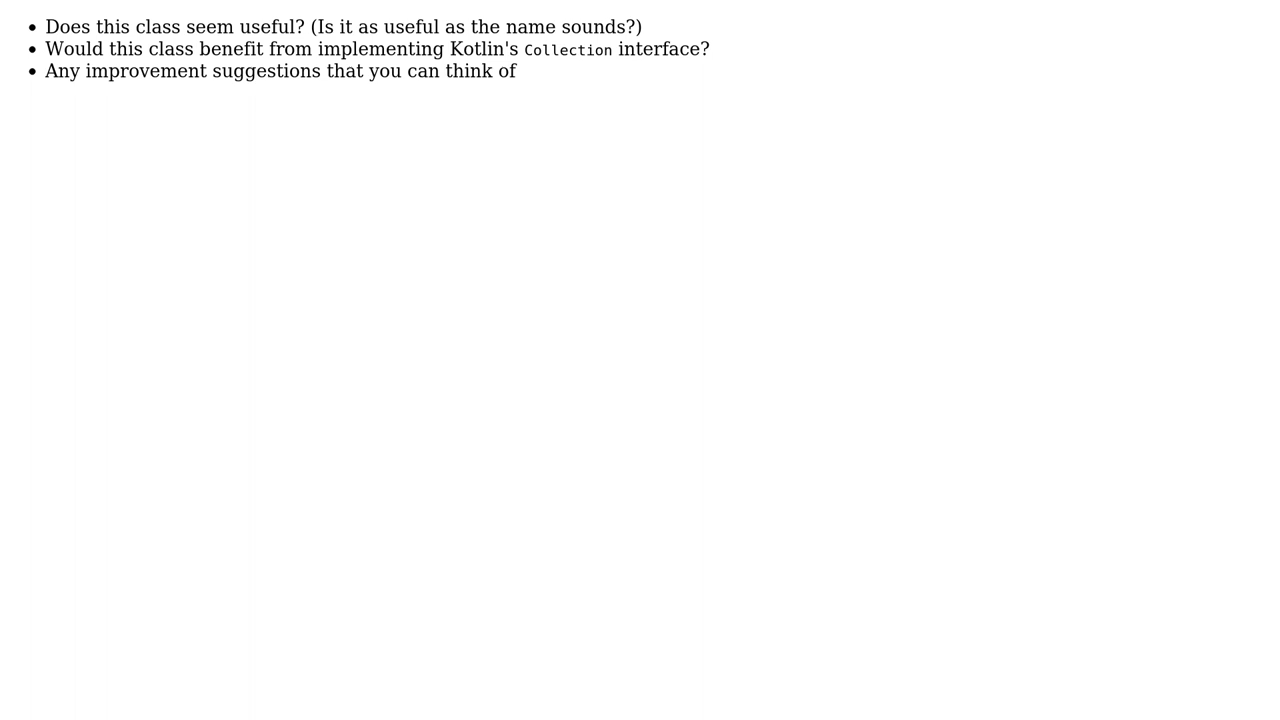 Does this class seem useful? (Is it as useful as the name sounds?)
Would this class benefit from implementing Kotlin's Collection interface?
Any improvement suggestions that you can think of